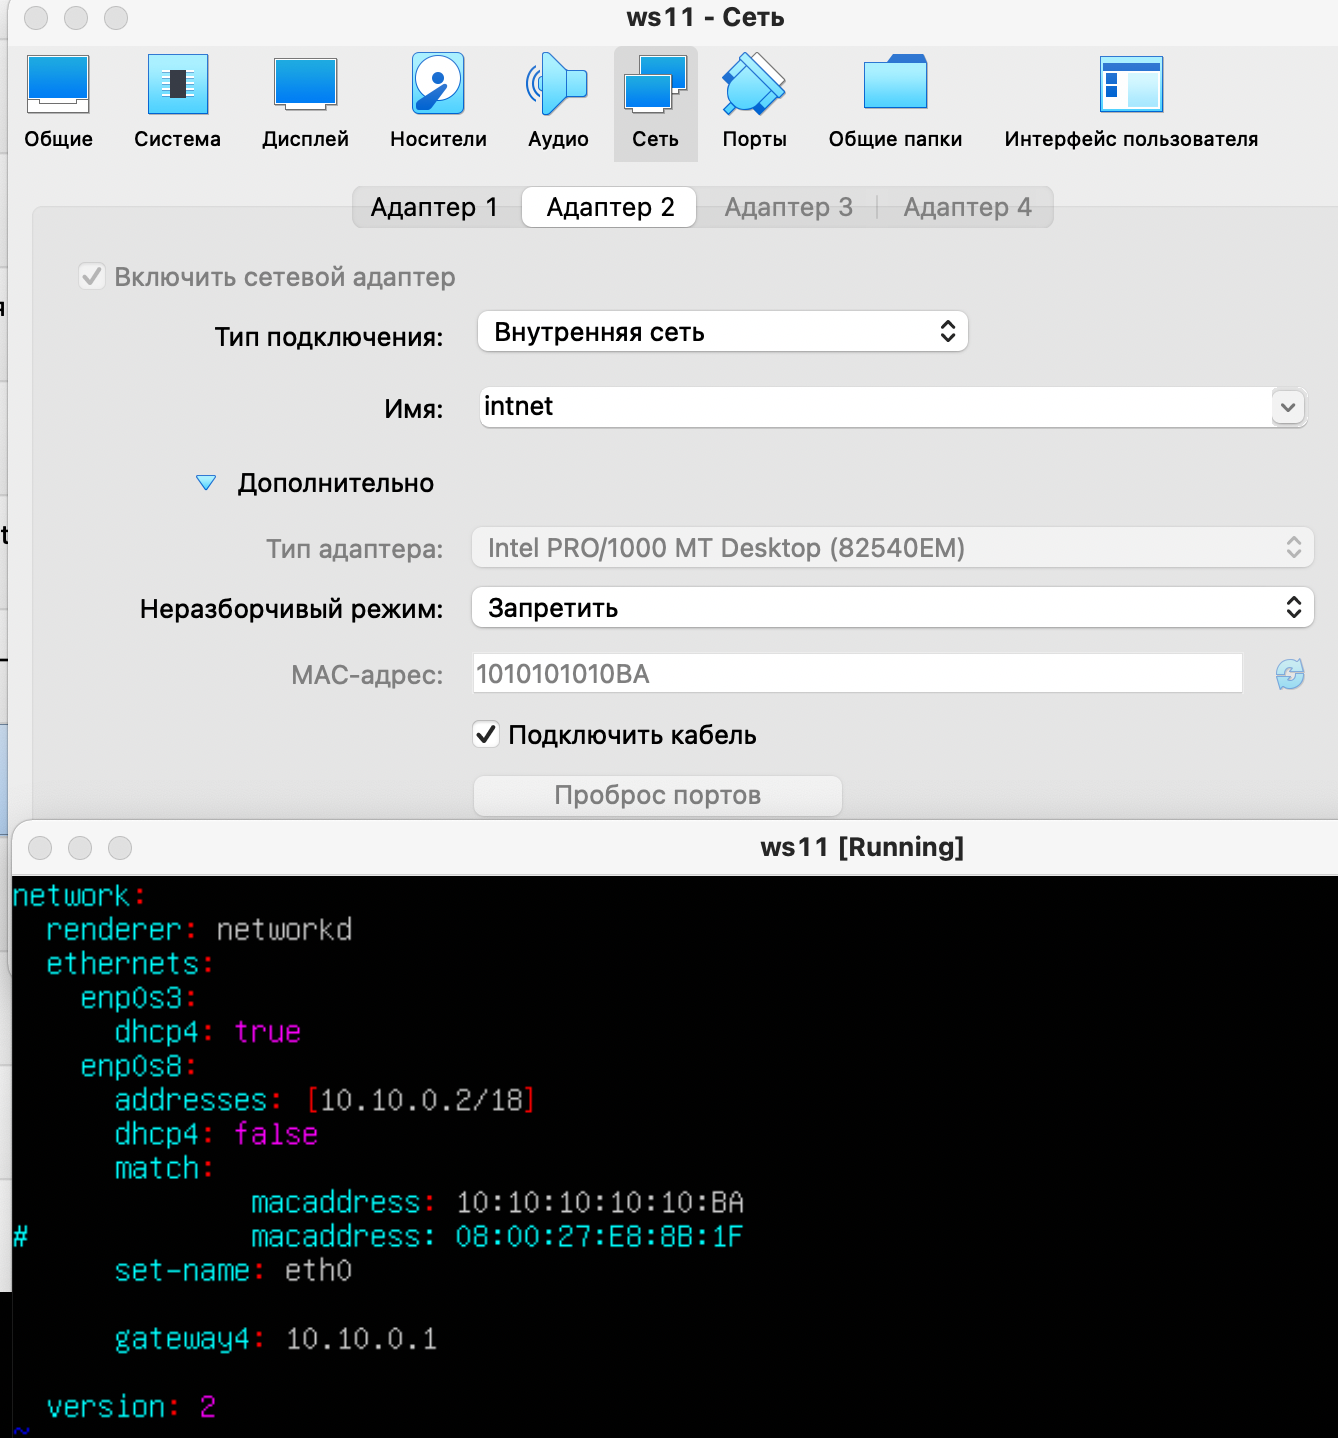 ws11 - Сеть
Общие Система Дисплей Носители Аудио Сеть Порты Общие папки Интерфейс пользователя
Адаптер 1 Адаптер 2 Адаптер 3 Адаптер 4
Включить сетевой адаптер
Тип подключения: Внутренняя сеть
Имя: intnet
Дополнительно
Тип адаптера: Intel PRO/1000 MT Desktop (82540EM)
Неразборчивый режим: Запретить
MAC-адрес: 1010101010BA
Подключить кабель
Проброс портов
ws11 [Running]
network:
  renderer: networkd
  ethernets:
    enp0s3:
      dhcp4: true
    enp0s8:
      addresses: [10.10.0.2/18]
      dhcp4: false
      match:
              macaddress: 10:10:10:10:10:BA
#             macaddress: 08:00:27:E8:8B:1F
      set-name: eth0
      gateway4: 10.10.0.1
  version: 2
~